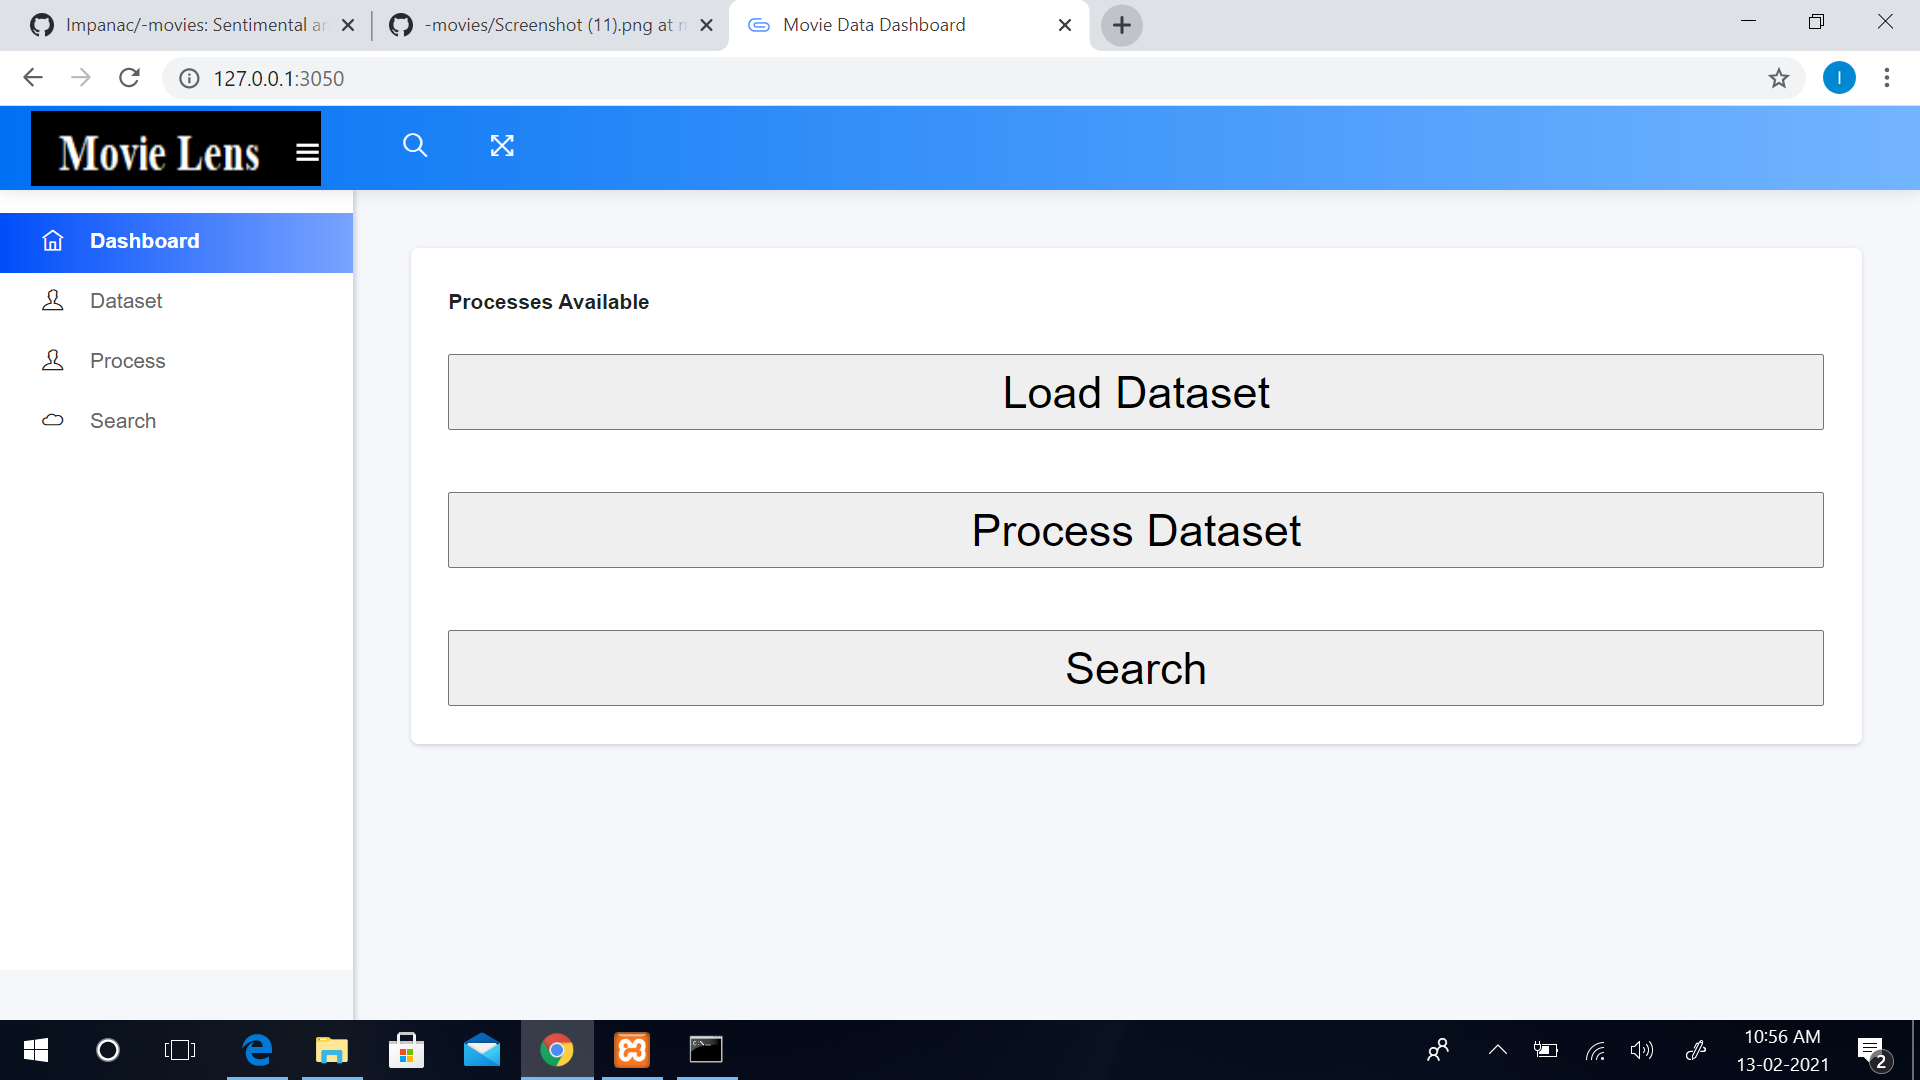 Impanac/-movies: Sentimental a
-movies/Screenshot (11).png at
Movie Data Dashboard
127.0.0.1:3050
I
Movie Lens
Dashboard
Dataset
Process
Search
Processes Available
Load Dataset
Process Dataset
Search
10:56 AM
13-02-2021
2